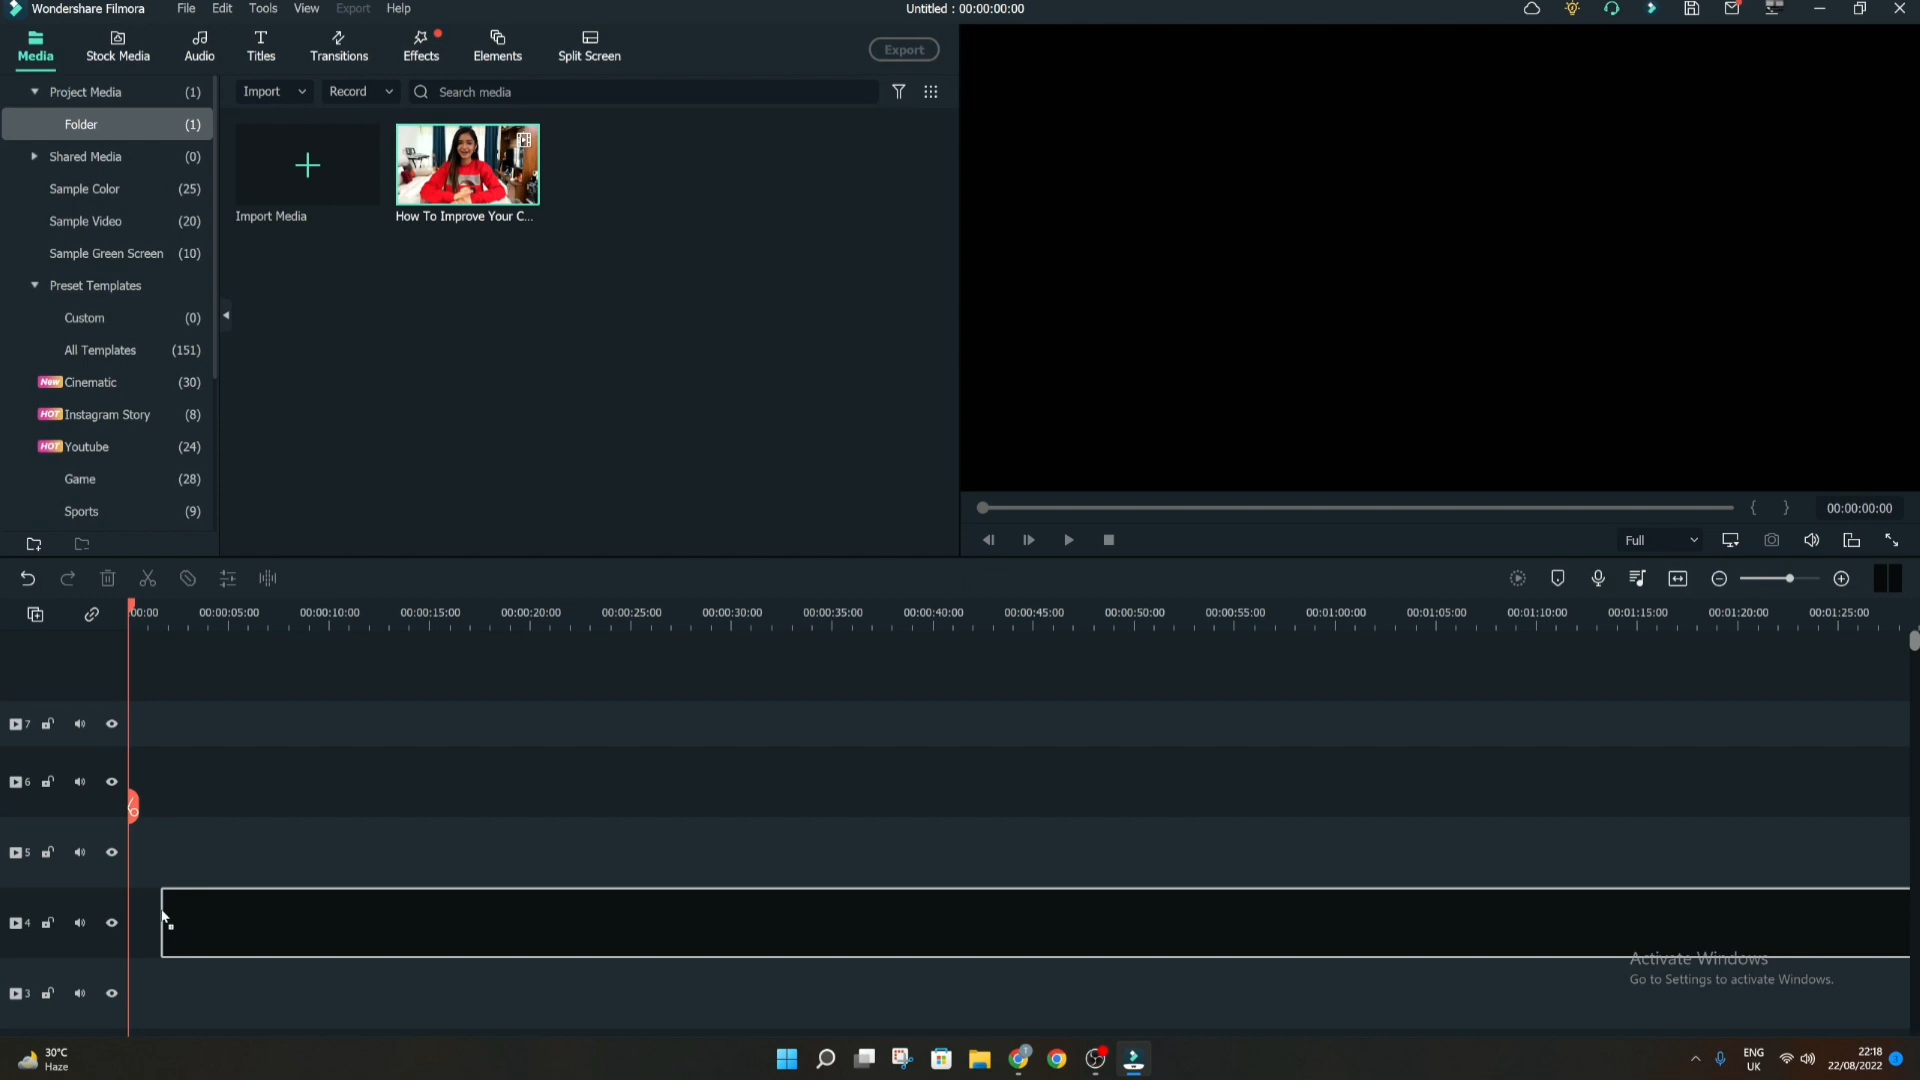 Wondershare Filmora File Edit Tools View Export Help Untitled : 00:00:00:00
Media Stock Media Audio Titles Transitions Effects Elements Split Screen Export
Project Media (1) Import Record Search media
Folder (1)
Shared Media (0)
Sample Color (25)
Import Media How To Improve Your C...
Sample Video (20)
Sample Green Screen (10)
Preset Templates
Custom (0)
All Templates (151)
New Cinematic (30)
HOT Instagram Story (8)
HOT Youtube (24)
Game (28)
Sports (9)
00:00:00:00
Full
00:00 00:00:05:00 00:00:10:00 00:00:15:00 00:00:20:00 00:00:25:00 00:00:30:00 00:00:35:00 00:00:40:00 00:00:45:00 00:00:50:00 00:00:55:00 00:01:00:00 00:01:05:00 00:01:10:00 00:01:15:00 00:01:20:00 00:01:25:00
7
6
5
4
Activate Windows
Go to Settings to activate Windows.
3
30°C
Haze
ENG
UK
22:18
22/08/2022
3